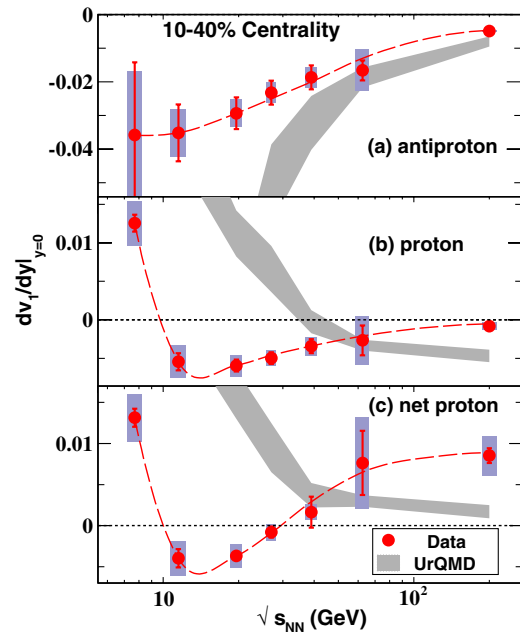 10-40% Centrality
0
-0.02
-0.04
(a) antiproton
dv₁/dy|y=0
0.01
0
(b) proton
(c) net proton
0.01
0
Data
UrQMD
10
10²
√ sNN (GeV)